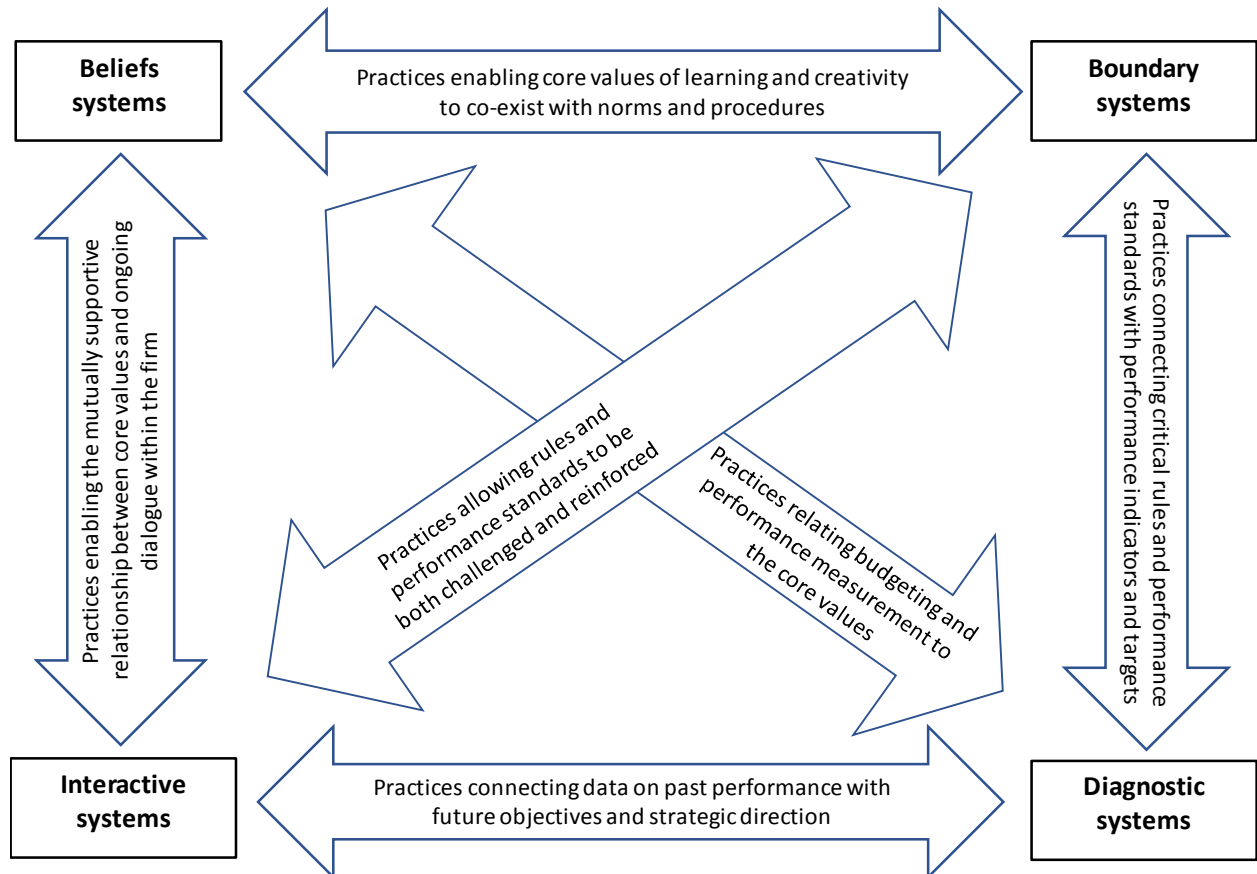 Beliefs
systems
Practices enabling core values of learning and creativity
to co-exist with norms and procedures
Boundary
systems
Practices enabling the mutually supportive
relationship between core values and ongoing
dialogue within the firm
Practices allowing rules and
performance standards to be
both challenged and reinforced
Practices relating budgeting and
performance measurement to
the core values
Practices connecting critical rules and performance
standards with performance indicators and targets
Interactive
systems
Practices connecting data on past performance with
future objectives and strategic direction
Diagnostic
systems